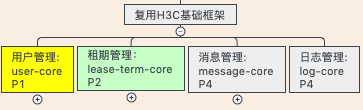 复用H3C基础框架
用户管理:
user-core
P1
租期管理:
lease-term-core
P2
消息管理:
message-core
P4
日志管理:
log-core
P4